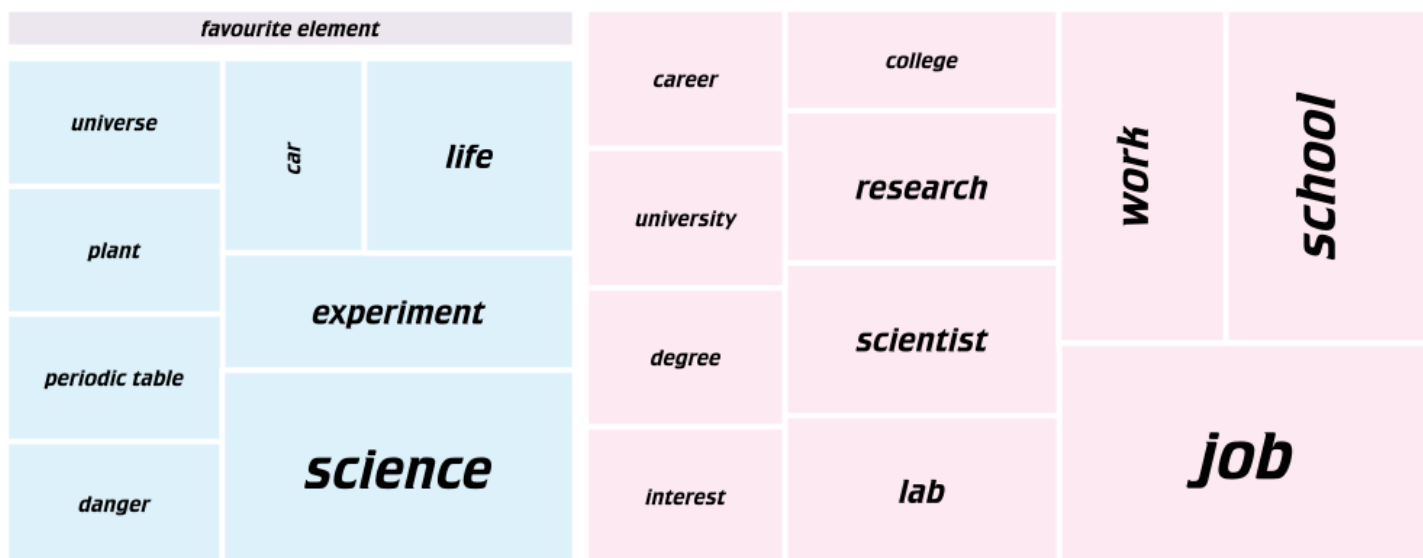 favourite element
universe
plant
periodic table
danger
car
life
experiment
science
career
university
degree
interest
college
research
scientist
lab
work
school
job